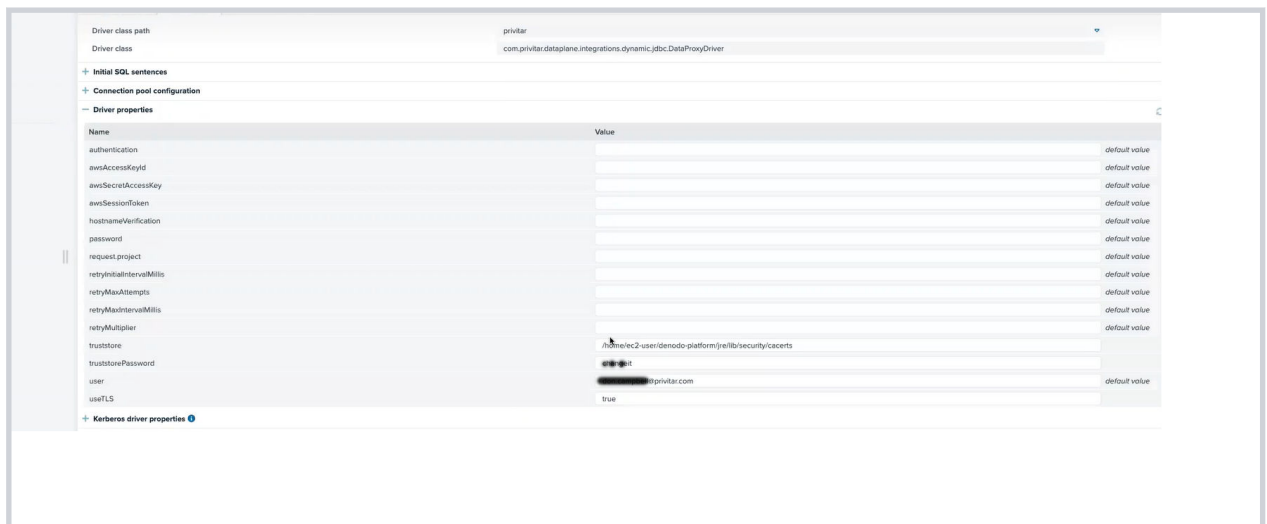 Driver class path privitar
Driver class com.privitar.dataplane.integrations.dynamic.jdbc.DataProxyDriver
+ Initial SQL sentences
+ Connection pool configuration
− Driver properties
Name Value
authentication default value
awsAccessKeyId default value
awsSecretAccessKey default value
awsSessionToken default value
hostnameVerification default value
password default value
request.project default value
retryInitialIntervalMillis default value
retryMaxAttempts default value
retryMaxIntervalMillis default value
retryMultiplier default value
truststore /home/ec2-user/denodo-platform/jre/lib/security/cacerts
truststorePassword
user @privitar.com default value
useTLS true
+ Kerberos driver properties